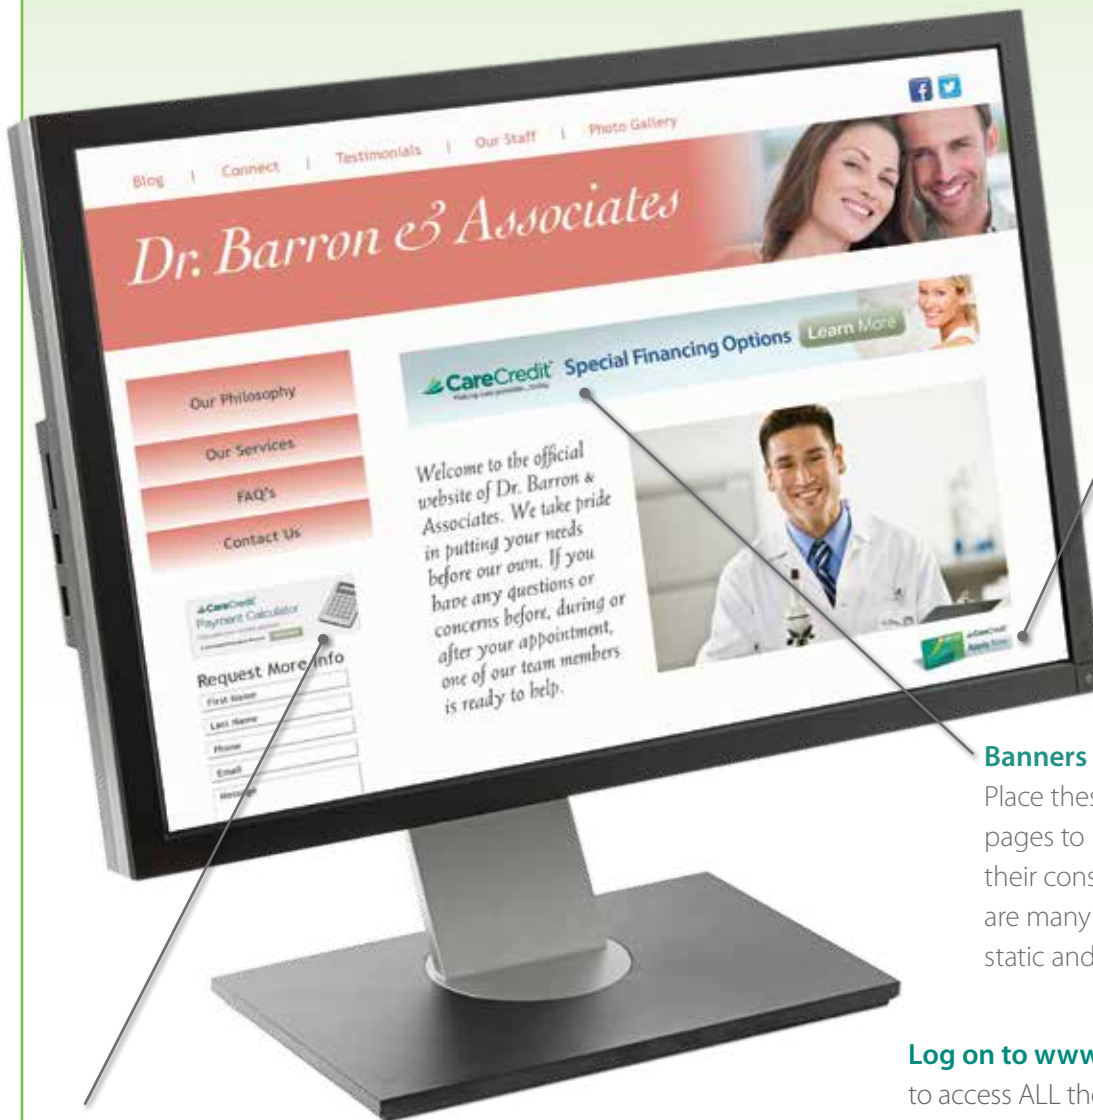 Blog | Connect | Testimonials | Our Staff | Photo Gallery
Dr. Barron & Associates
Our Philosophy
Our Services
FAQ's
Contact Us
CareCredit
Payment Calculator
Request More Info
First Name
Last Name
Phone
Email
Message
CareCredit Special Financing Options Learn More
Making care possible...today.
Welcome to the official
website of Dr. Barron &
Associates. We take pride
in putting your needs
before our own. If you
have any questions or
concerns before, during or
after your appointment,
one of our team members
is ready to help.
CareCredit
Apply Now
Banners
Place thes
pages to
their cons
are many
static and
Log on to www
to access ALL the